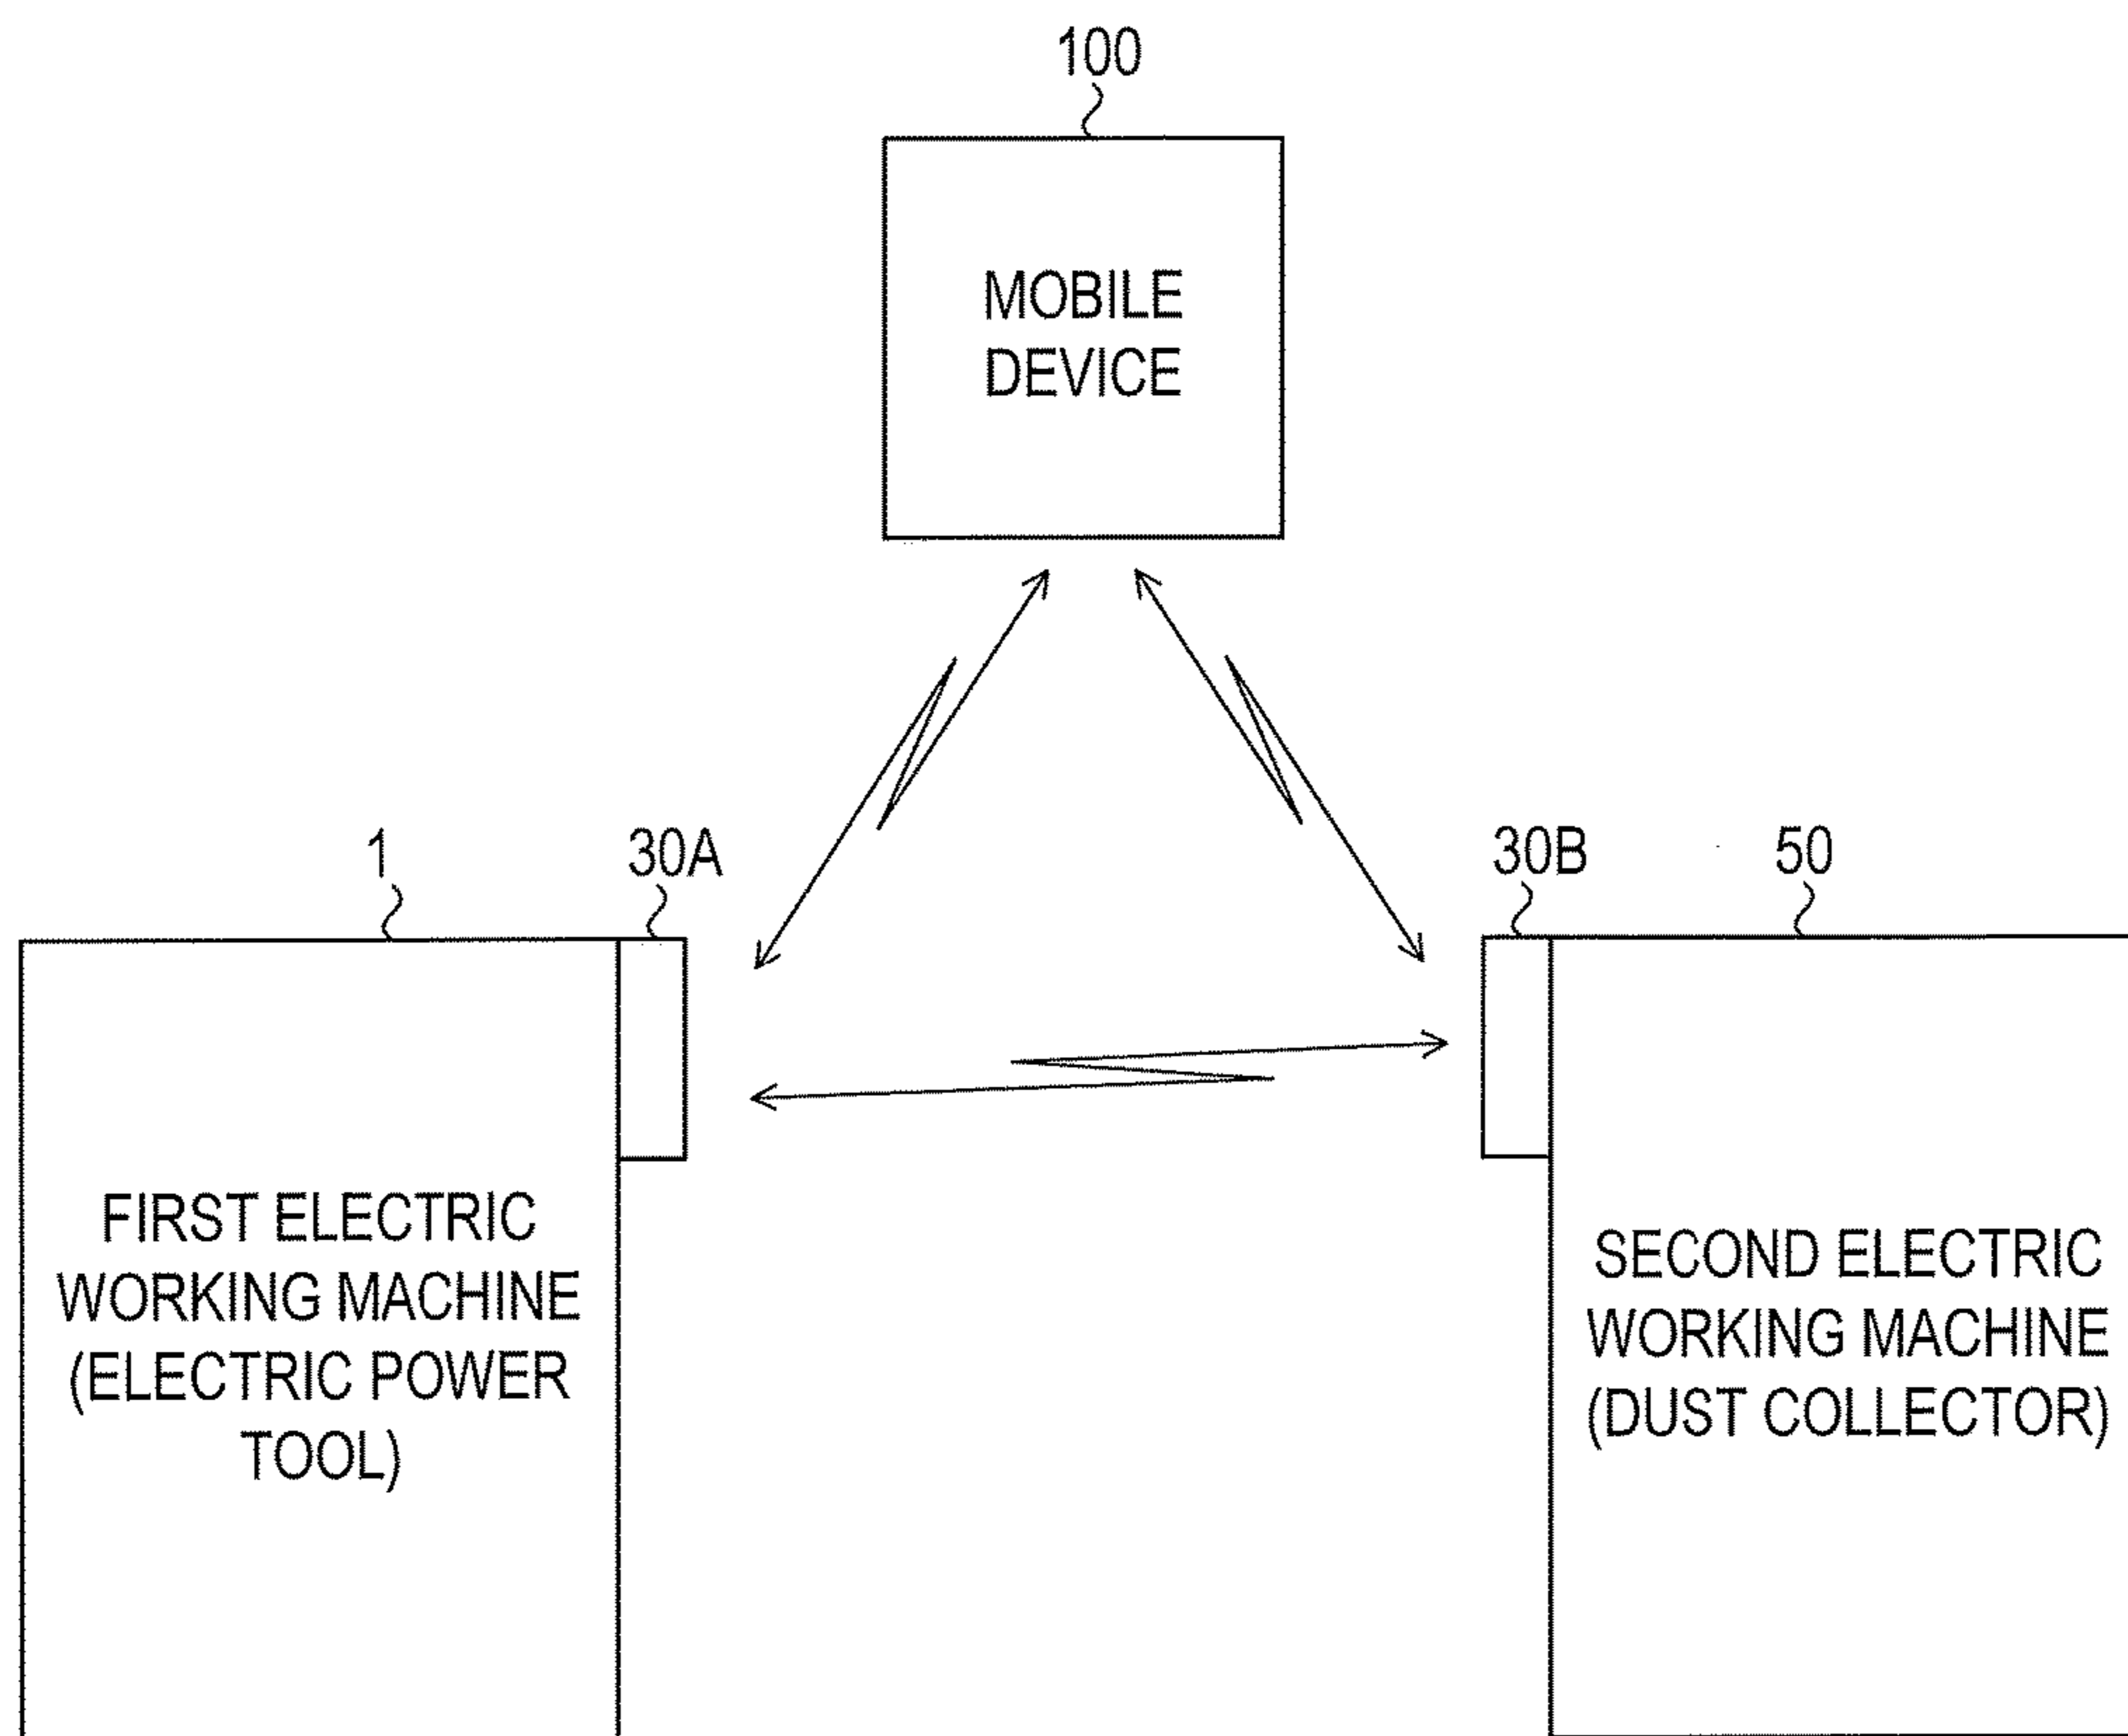 100
MOBILE
DEVICE
1
30A
30B
50
FIRST ELECTRIC
WORKING MACHINE
(ELECTRIC POWER
TOOL)
SECOND ELECTRIC
WORKING MACHINE
(DUST COLLECTOR)